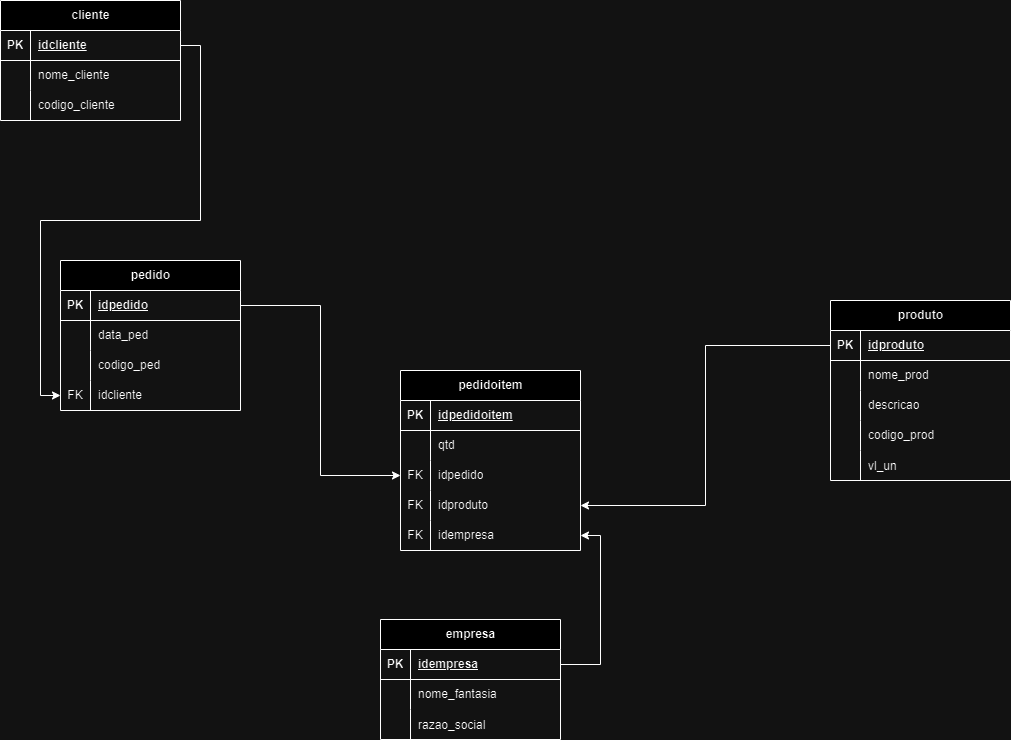 cliente
PK idcliente
nome_cliente
codigo_cliente
pedido
PK idpedido
data_ped
codigo_ped
FK idcliente
produto
PK idproduto
nome_prod
descricao
codigo_prod
vl_un
pedidoitem
PK idpedidoitem
qtd
FK idpedido
FK idproduto
FK idempresa
empresa
PK idempresa
nome_fantasia
razao_social